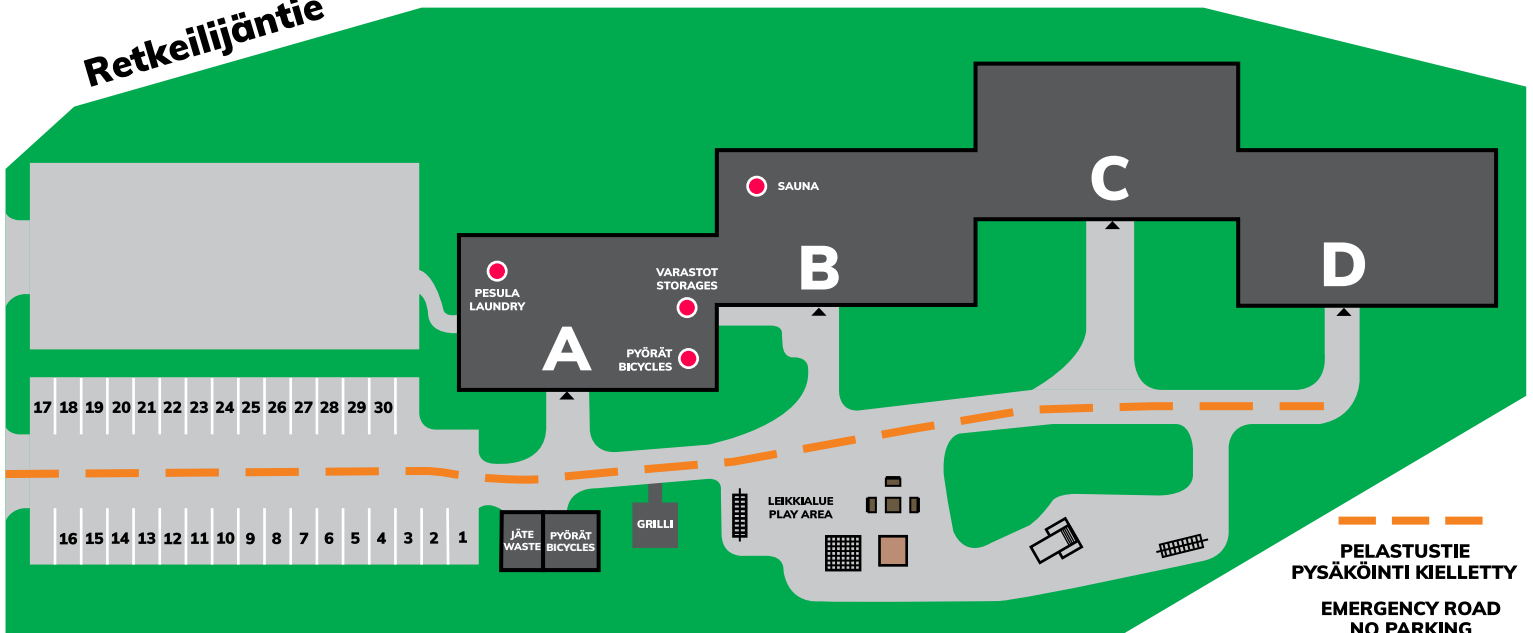 Retkeilijäntie
C
SAUNA
B
D
PESULA
LAUNDRY
VARASTOT
STORAGES
A
PYÖRÄT
BICYCLES
17 18 19 20 21 22 23 24 25 26 27 28 29 30
16 15 14 13 12 11 10 9 8 7 6 5 4 3 2 1
JÄTE
WASTE
PYÖRÄT
BICYCLES
GRILLI
LEIKKIALUE
PLAY AREA
PELASTUSTIE
PYSÄKÖINTI KIELLETTY
EMERGENCY ROAD
NO PARKING